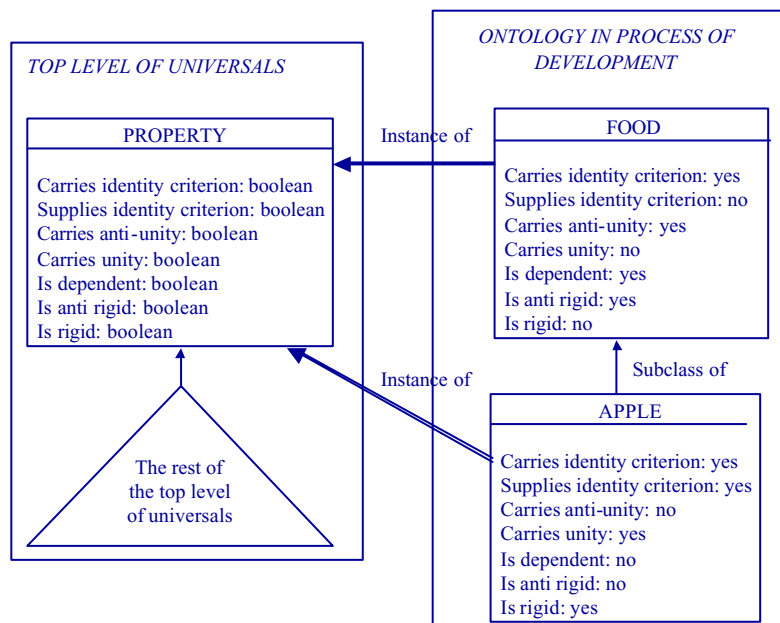 TOP LEVEL OF UNIVERSALS
PROPERTY
Carries identity criterion: boolean
Supplies identity criterion: boolean
Carries anti-unity: boolean
Carries unity: boolean
Is dependent: boolean
Is anti rigid: boolean
Is rigid: boolean
The rest of
the top level
of universals
Instance of
Instance of
ONTOLOGY IN PROCESS OF
DEVELOPMENT
FOOD
Carries identity criterion: yes
Supplies identity criterion: no
Carries anti-unity: yes
Carries unity: no
Is dependent: yes
Is anti rigid: yes
Is rigid: no
Subclass of
APPLE
Carries identity criterion: yes
Supplies identity criterion: yes
Carries anti-unity: no
Carries unity: yes
Is dependent: no
Is anti rigid: no
Is rigid: yes